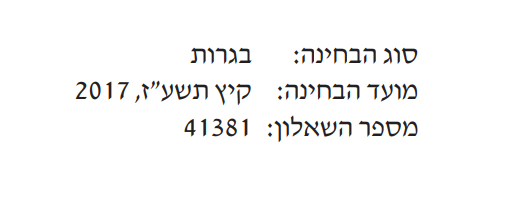 סוג הבחינה: בגרות
מועד הבחינה: קיץ תשע"ז, 2017
מספר השאלון: 41381